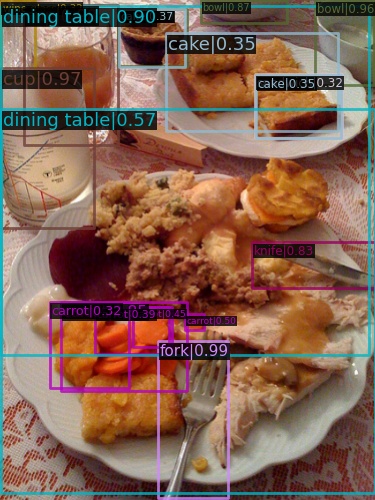 dining table|0.90
.37
bowl|0.87
bowl|0.96
cake|0.35
cup|0.97
cake|0.35
0.32
dining table|0.57
knife|0.83
carrot|0.32
t|0.39
t|0.45
carrot|0.50
fork|0.99